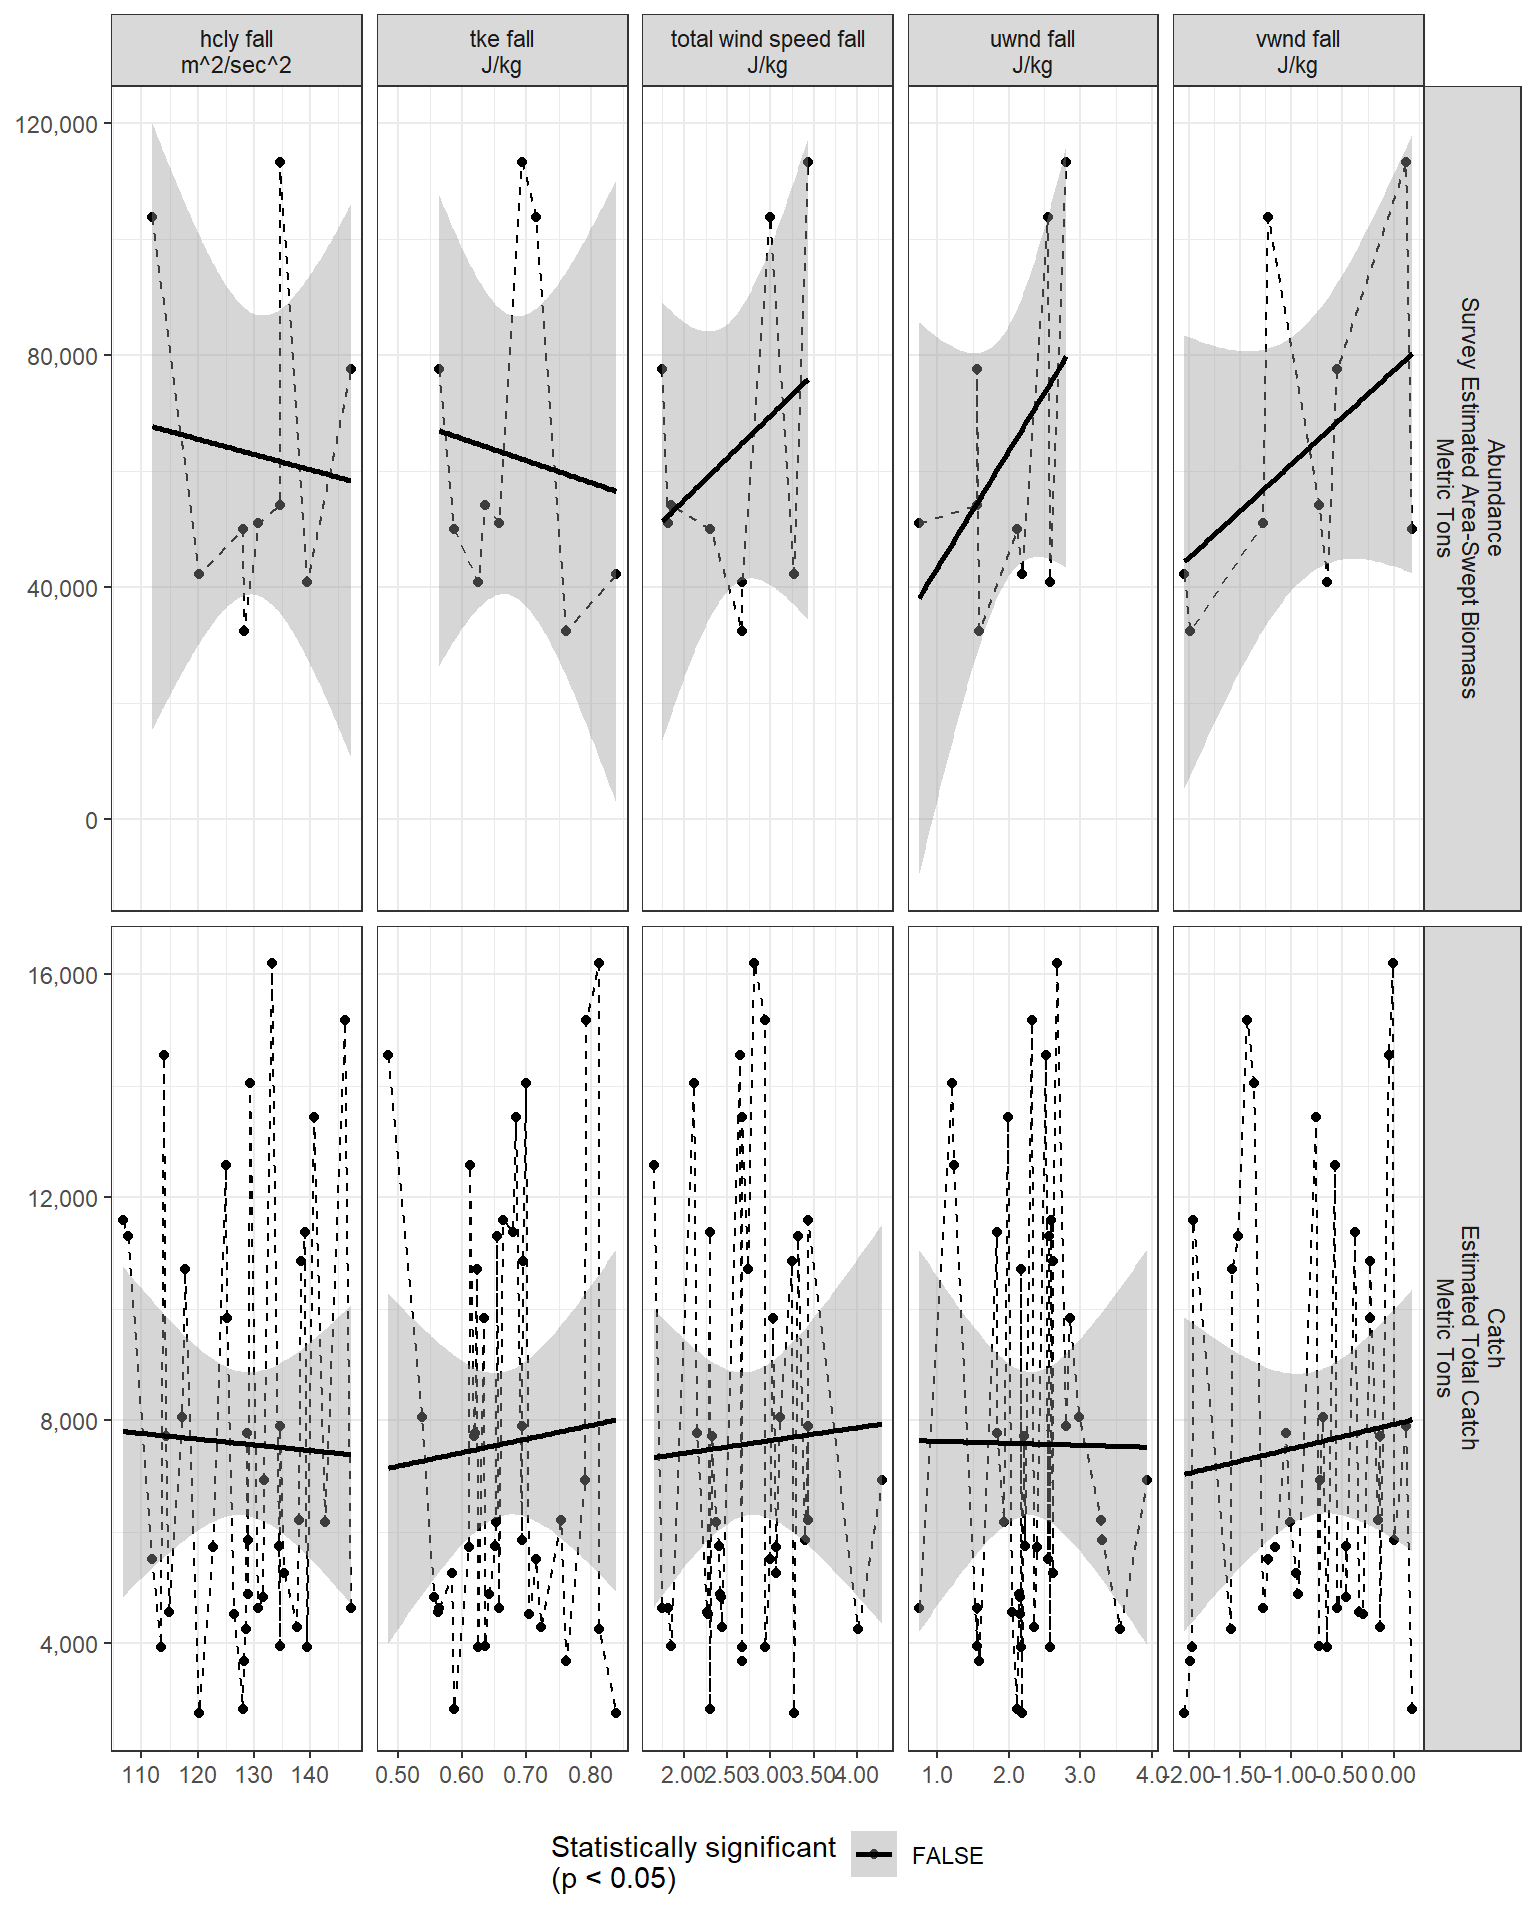 hcly fall
m^2/sec^2
tke fall
J/kg
total wind speed fall
J/kg
uwnd fall
J/kg
vwnd fall
J/kg
120,000
80,000
40,000
0
Abundance
Survey Estimated Area-Swept Biomass
Metric Tons
16,000
12,000
8,000
4,000
Catch
Estimated Total Catch
Metric Tons
110 120 130 140
0.50 0.60 0.70 0.80
2.00 2.50 3.00 3.50 4.00
1.0 2.0 3.0 4.0
-2.00 -1.50 -1.00 -0.50 0.00
Statistically significant
(p < 0.05)
FALSE